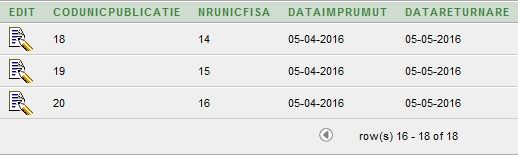 EDIT CODUNICPUBLICATIE NRUNICFISA DATAIMPRUMUT DATARETURNARE
18 14 05-04-2016 05-05-2016
19 15 05-04-2016 05-05-2016
20 16 05-04-2016 05-05-2016
row(s) 16 - 18 of 18